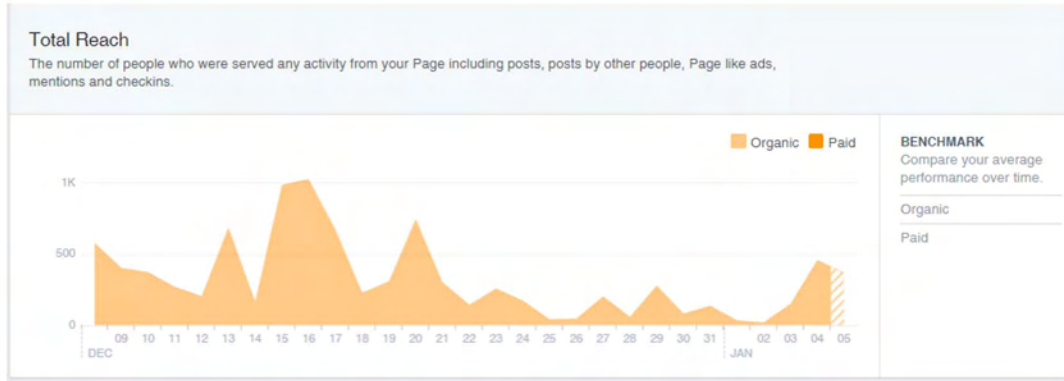 Total Reach
The number of people who were served any activity from your Page including posts, posts by other people, Page like ads,
mentions and checkins.
Organic Paid
BENCHMARK
Compare your average
performance over time.
Organic
Paid
1K
500
0
09 10 11 12 13 14 15 16 17 18 19 20 21 22 23 24 25 26 27 28 29 30 31 02 03 04 05
DEC JAN